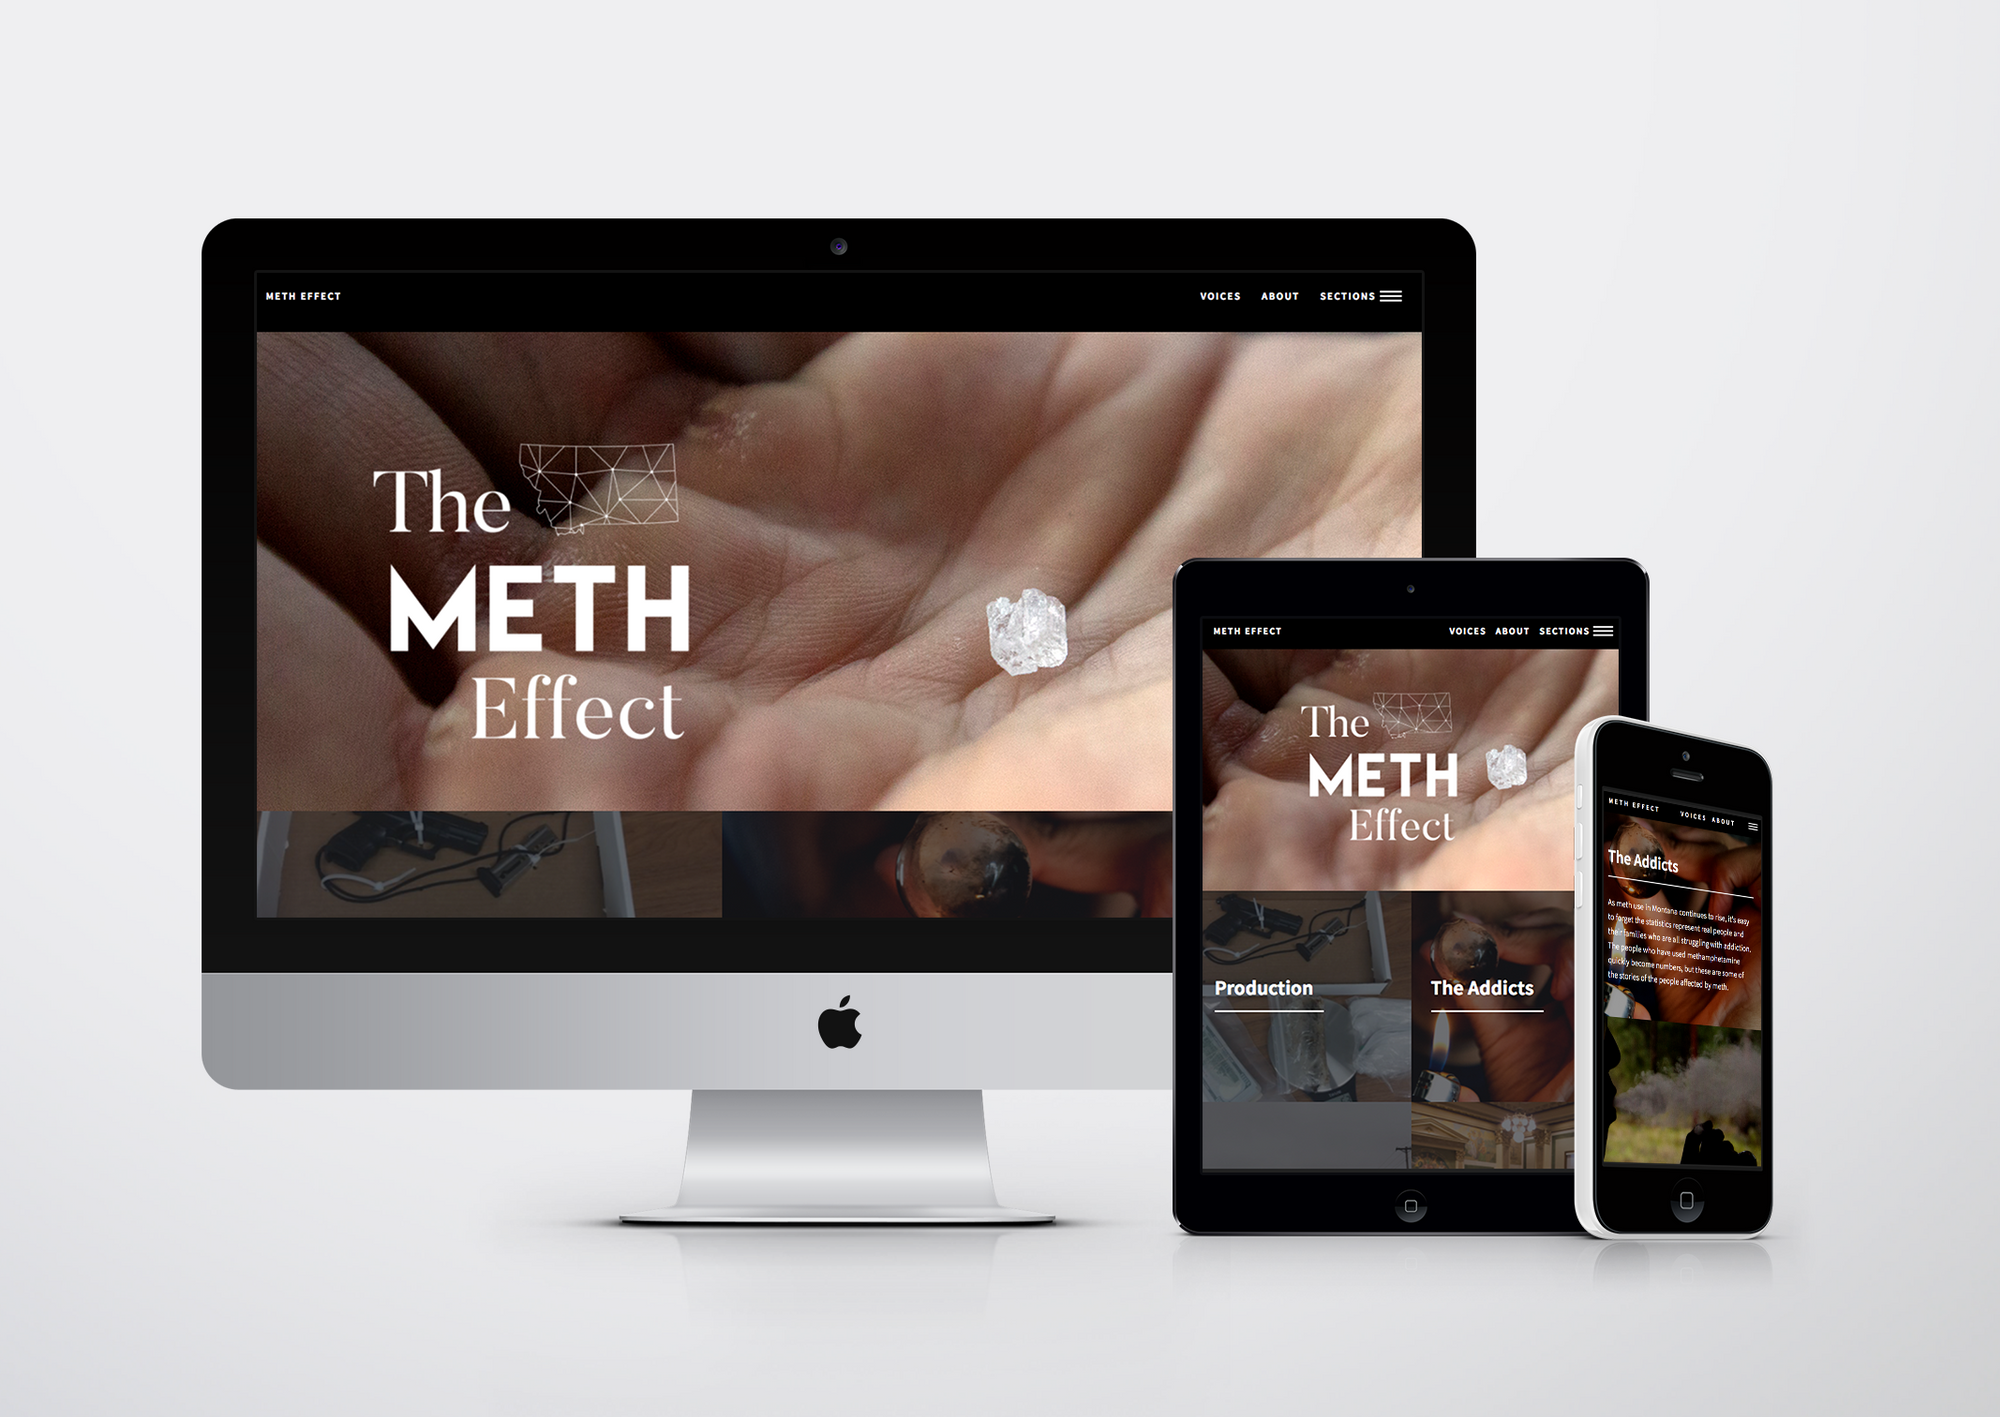 METH EFFECT
VOICES ABOUT SECTIONS
The
METH
Effect
METH EFFECT
VOICES ABOUT SECTIONS
The
METH
Effect
Production
The Addicts
METH EFFECT
VOICES ABOUT
The Addicts
As meth use in Montana continues to rise, it's easy
to forget the statistics represent real people and
their families who are all struggling with addiction.
The people who have used methamphetamine
quickly become numbers, but these are some of
the stories of the people affected by meth.